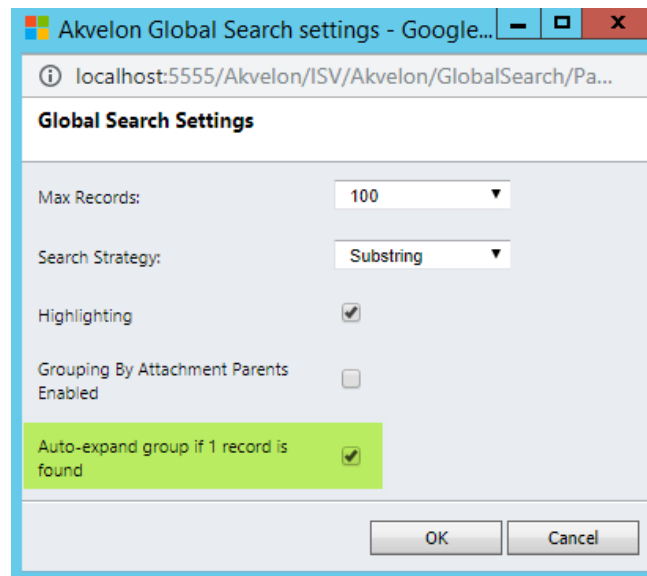 Akvelon Global Search settings - Google...
localhost:5555/Akvelon/ISV/Akvelon/GlobalSearch/Pa...
Global Search Settings
Max Records: 100
Search Strategy: Substring
Highlighting
Grouping By Attachment Parents
Enabled
Auto-expand group if 1 record is
found
OK Cancel